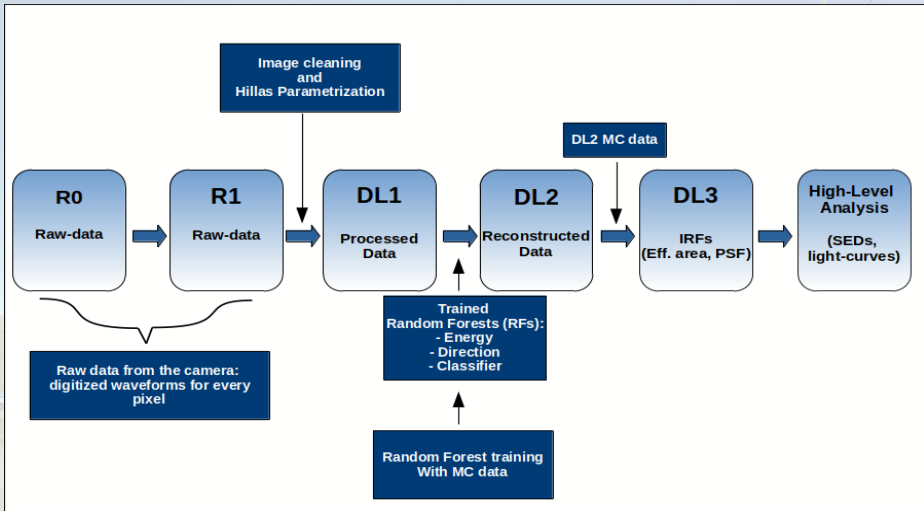 Image cleaning
and
Hillas Parametrization
DL2 MC data
R0
Raw-data
R1
Raw-data
DL1
Processed
Data
DL2
Reconstructed
Data
DL3
IRFs
(Eff. area, PSF)
High-Level
Analysis
(SEDs,
light-curves)
Trained
Random Forests (RFs):
- Energy
- Direction
- Classifier
Raw data from the camera:
digitized waveforms for every
pixel
Random Forest training
With MC data